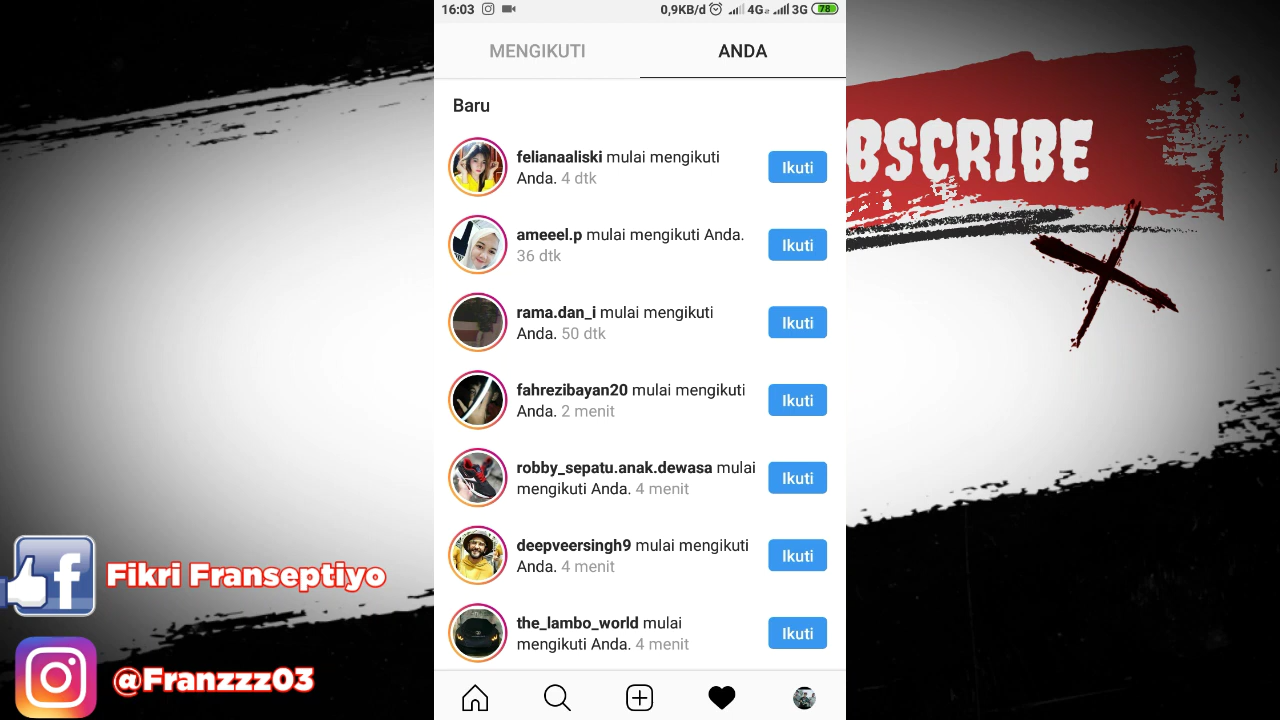 16:03
0,9KB/d 4G 3G 78
MENGIKUTI
ANDA
Baru
felianaaliski mulai mengikuti
Anda. 4 dtk
Ikuti
ameeel.p mulai mengikuti Anda.
36 dtk
Ikuti
rama.dan_i mulai mengikuti
Anda. 50 dtk
Ikuti
fahrezibayan20 mulai mengikuti
Anda. 2 menit
Ikuti
robby_sepatu.anak.dewasa mulai
mengikuti Anda. 4 menit
Ikuti
deepveersingh9 mulai mengikuti
Anda. 4 menit
Ikuti
the_lambo_world mulai
mengikuti Anda. 4 menit
Ikuti
BSCRIBE
f
Fikri Franseptiyo
@Franzzz03